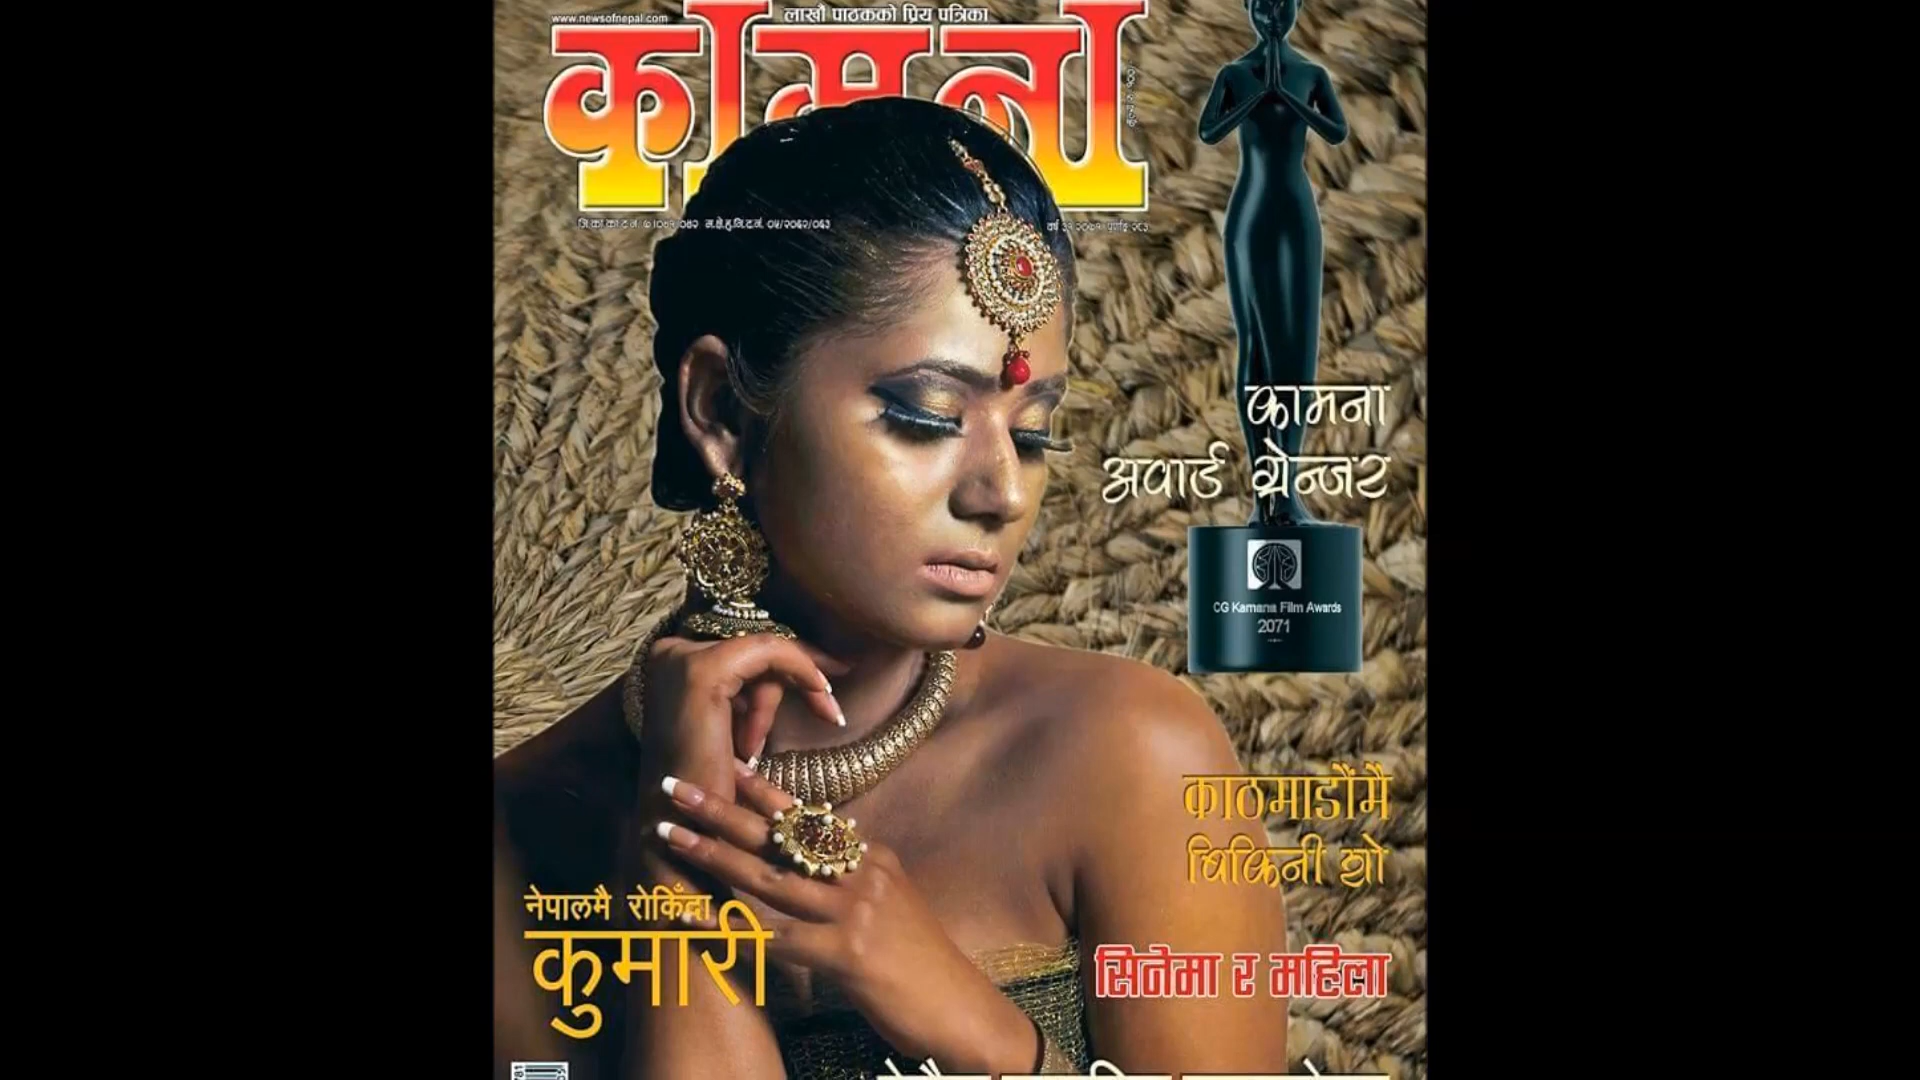 www.newsofnepal.com
लाखौं पाठकको प्रिय पत्रिका
कामना
कामना
अवार्ड सेन्जर
CG Kamana Film Awards
2071
काठमाडौंमै
बिकिनी शो
नेपालमै रोकिँदा
कुमारी
सिनेमा र महिला